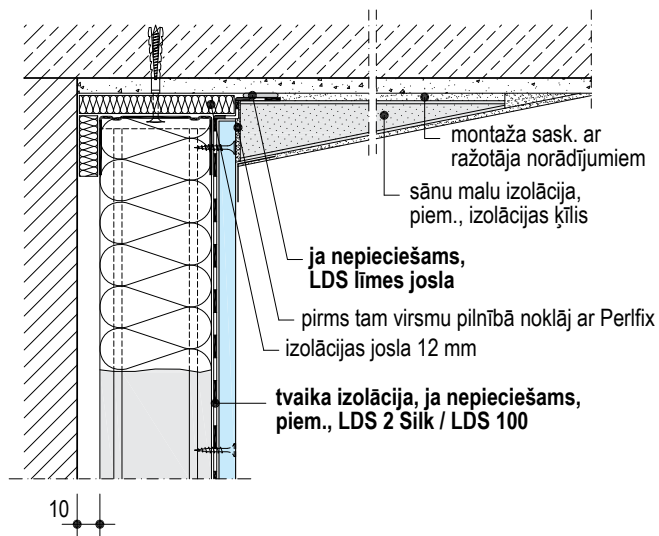 montaža sask. ar
ražotāja norādījumiem
sānu malu izolācija,
piem., izolācijas ķīlis
ja nepieciešams,
LDS līmes josla
pirms tam virsmu pilnībā noklāj ar Perlfix
izolācijas josla 12 mm
tvaika izolācija, ja nepieciešams,
piem., LDS 2 Silk / LDS 100
10